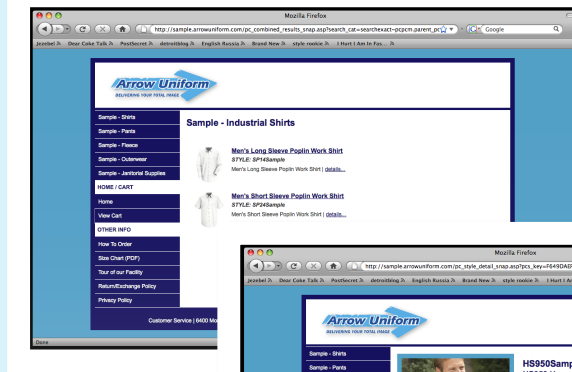 Mozilla Firefox
http://sample.arrowuniform.com/pc_combined_results_snap.asp?search_cat=searchexact~pcpcm.parent_pc
Google
Jezebel Dear Coke Talk PostSecret detroitblog English Russia Brand New style rookie I Hurt I Am In Fas...
Arrow Uniform
DELIVERING YOUR TOTAL IMAGE
Sample - Shirts
Sample - Pants
Sample - Fleece
Sample - Outerwear
Sample - Janitorial Supplies
HOME / CART
Home
View Cart
OTHER INFO
How To Order
Size Chart (PDF)
Tour of our Facility
Return/Exchange Policy
Privacy Policy
Sample - Industrial Shirts
Men's Long Sleeve Poplin Work Shirt
STYLE: SP14Sample
Men's Long Sleeve Poplin Work Shirt | details...
Men's Short Sleeve Poplin Work Shirt
STYLE: SP24Sample
Men's Short Sleeve Poplin Work Shirt | details...
Customer Service | 6400 Mo
Done
Mozilla Firefox
http://sample.arrowuniform.com/pc_style_detail_snap.asp?pcs_key=F649DAE
Jezebel Dear Coke Talk PostSecret detroitblog English Russia Brand New style rookie I Hurt I Am
Arrow Uniform
DELIVERING YOUR TOTAL IMAGE
Sample - Shirts
Sample - Pants
HS950Samp